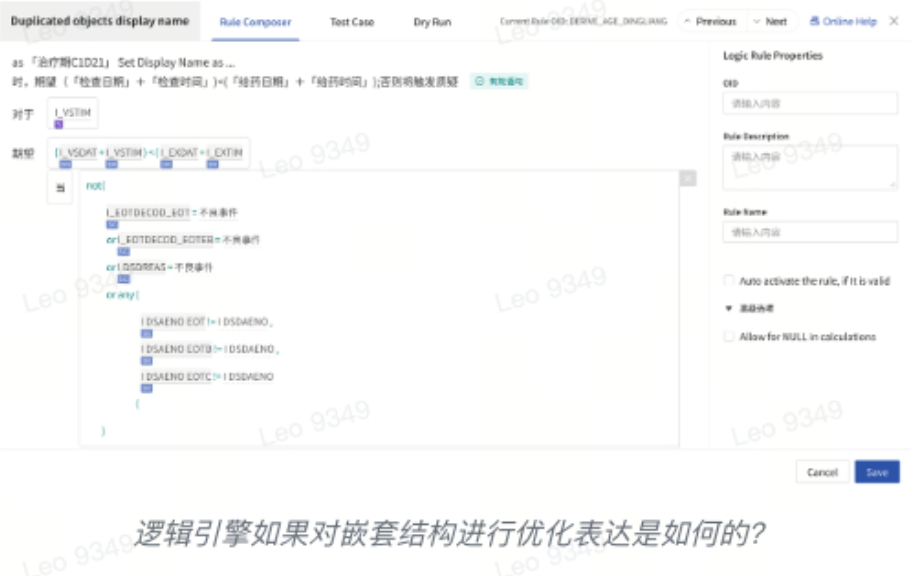 Duplicated objects display name
Rule Composer
Test Case
Dry Run
Current Rule OID: DERIVE_AGE_DINGLIANG
Previous
Next
Online Help
as 「治疗期C1D21」 Set Display Name as ...
时，期望（「检查日期」＋「检查时间」)<(「给药日期」＋「给药时间」);否则将触发质疑
对于
I_VSTIM
期望
(I_VSDAT+I_VSTIM)<(I_EXDAT+I_EXTIM
当
not(
I_EOTDECOD_EOT = 不良事件
or I_EOTDECOD_EOTEB = 不良事件
or I DSDREAS = 不良事件
or any(
I DSAENO EOT != I DSDAENO,
I DSAENO EOTB != I DSDAENO,
I DSAENO EOTC != I DSDAENO
(
)
Logic Rule Properties
OID
请输入内容
Rule Description
请输入内容
Rule Name
请输入内容
Auto activate the rule, if it is valid
高级选项
Allow for NULL in calculations
Cancel
Save
逻辑引擎如果对嵌套结构进行优化表达是如何的?
Leo 9349